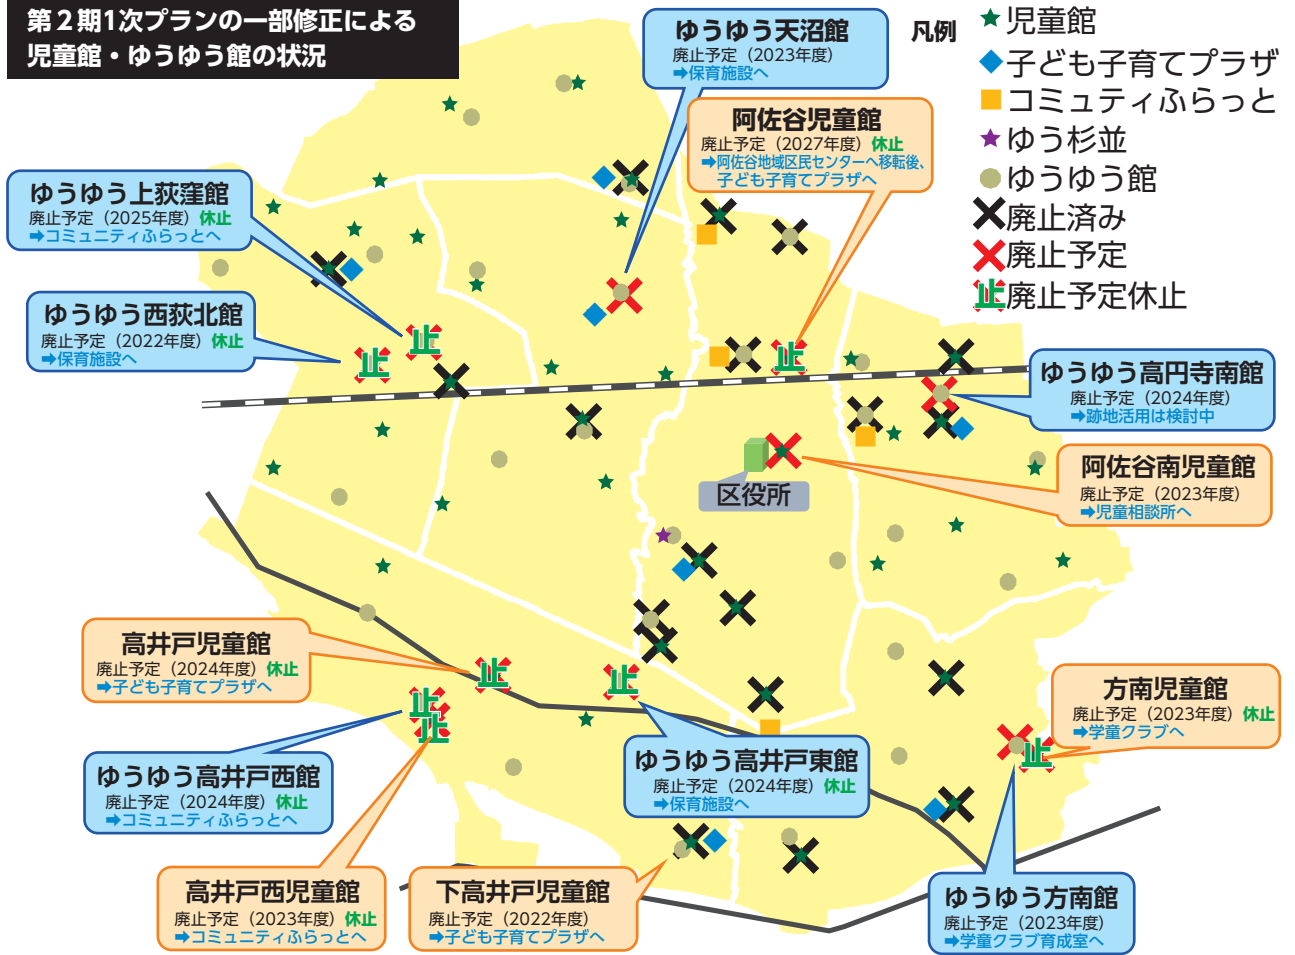 第２期1次プランの一部修正による
児童館・ゆうゆう館の状況
凡例
児童館
子ども子育てプラザ
コミュティふらっと
ゆう杉並
ゆうゆう館
廃止済み
廃止予定
止
廃止予定休止
ゆうゆう天沼館
廃止予定（2023年度）
➡保育施設へ
阿佐谷児童館
廃止予定（2027年度）休止
➡阿佐谷地域区民センターへ移転後、
子ども子育てプラザへ
ゆうゆう上荻窪館
廃止予定（2025年度）休止
➡コミュニティふらっとへ
ゆうゆう西荻北館
廃止予定（2022年度）休止
➡保育施設へ
止
止
止
ゆうゆう高円寺南館
廃止予定（2024年度）
➡跡地活用は検討中
阿佐谷南児童館
廃止予定（2023年度）
➡児童相談所へ
区役所
高井戸児童館
廃止予定（2024年度）休止
➡子ども子育てプラザへ
止
止
止
止
方南児童館
廃止予定（2023年度）休止
➡学童クラブへ
止
ゆうゆう高井戸西館
廃止予定（2024年度）休止
➡コミュニティふらっとへ
ゆうゆう高井戸東館
廃止予定（2024年度）休止
➡保育施設へ
高井戸西児童館
廃止予定（2023年度）休止
➡コミュニティふらっとへ
下高井戸児童館
廃止予定（2022年度）
➡子ども子育てプラザへ
ゆうゆう方南館
廃止予定（2023年度）
➡学童クラブ育成室へ